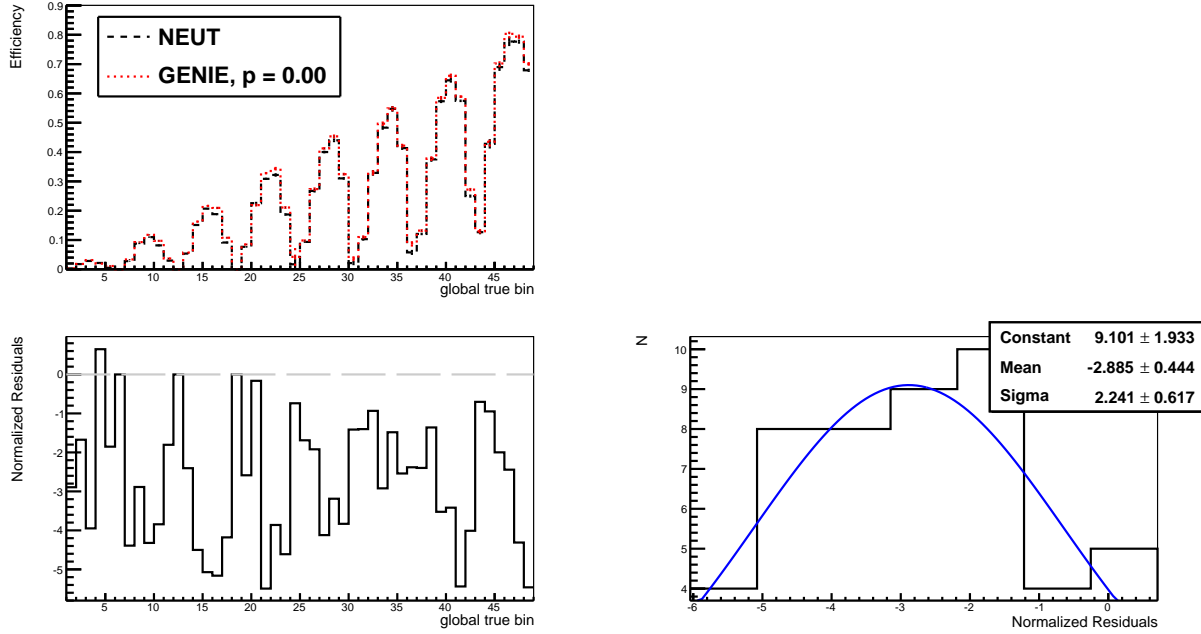 Efficiency
0.9
0.8
0.7
0.6
0.5
0.4
0.3
0.2
0.1
0
NEUT
GENIE, p = 0.00
5 10 15 20 25 30 35 40 45
global true bin
Normalized Residuals
0
-1
-2
-3
-4
-5
5 10 15 20 25 30 35 40 45
global true bin
N
10
9
8
7
6
5
4
Constant 9.101 ± 1.933
Mean -2.885 ± 0.444
Sigma 2.241 ± 0.617
-6 -5 -4 -3 -2 -1 0
Normalized Residuals